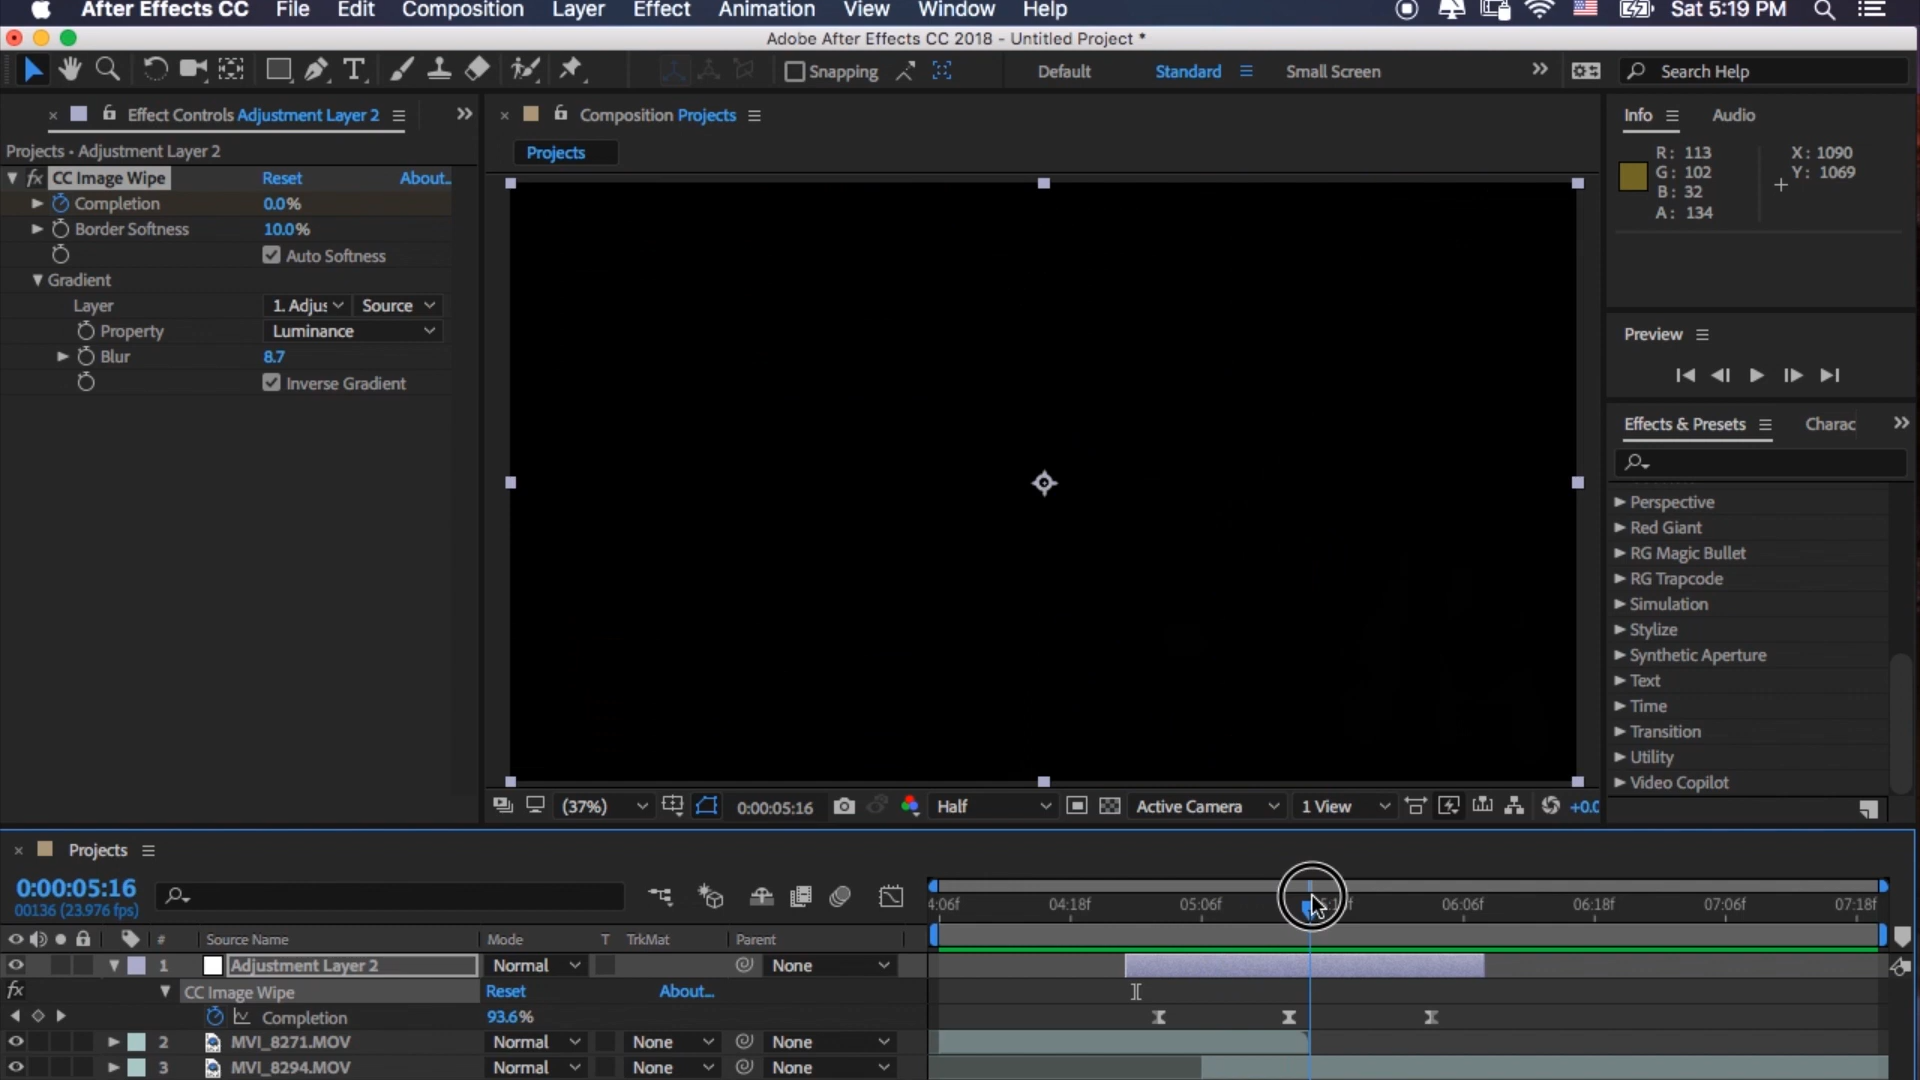 After Effects CC File Edit Composition Layer Effect Animation View Window Help Sat 5:19 PM
Adobe After Effects CC 2018 - Untitled Project *
T Snapping Default Standard Small Screen Search Help
Effect Controls Adjustment Layer 2
Projects • Adjustment Layer 2
fx CC Image Wipe Reset About..
Completion 0.0%
Border Softness 10.0%
Auto Softness
Gradient
Layer 1. Adjus Source
Property Luminance
Blur 8.7
Inverse Gradient
Composition Projects
Projects
(37%) 0:00:05:16 Half Active Camera 1 View +0.0
Info Audio
R: 113 X: 1090
G: 102 Y: 1069
B: 32
A: 134
Preview
Effects & Presets Charac
Perspective
Red Giant
RG Magic Bullet
RG Trapcode
Simulation
Stylize
Synthetic Aperture
Text
Time
Transition
Utility
Video Copilot
Projects
0:00:05:16
00136 (23.976 fps)
4:06f 04:18f 05:06f 06:06f 06:18f 07:06f 07:18f
# Source Name Mode T TrkMat Parent
1 Adjustment Layer 2 Normal None
fx CC Image Wipe Reset About...
Completion 93.6%
2 MVI_8271.MOV Normal None None
3 MVI_8294.MOV Normal None None